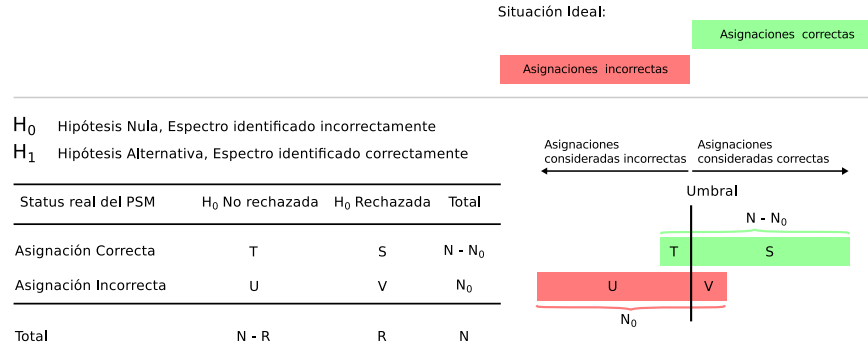 Situación Ideal:
Asignaciones correctas
Asignaciones incorrectas
H0 Hipótesis Nula, Espectro identificado incorrectamente
H1 Hipótesis Alternativa, Espectro identificado correctamente
Status real del PSM H0 No rechazada H0 Rechazada Total
Asignación Correcta T S N - N0
Asignación Incorrecta U V N0
Total N - R R N
Asignaciones
consideradas incorrectas
Asignaciones
consideradas correctas
Umbral
N - N0
T S
U V
N0